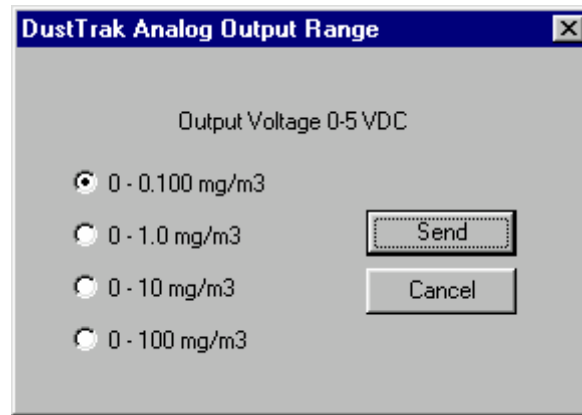 DustTrak Analog Output Range
Output Voltage 0-5 VDC
0 - 0.100 mg/m3
0 - 1.0 mg/m3
0 - 10 mg/m3
0 - 100 mg/m3
Send
Cancel